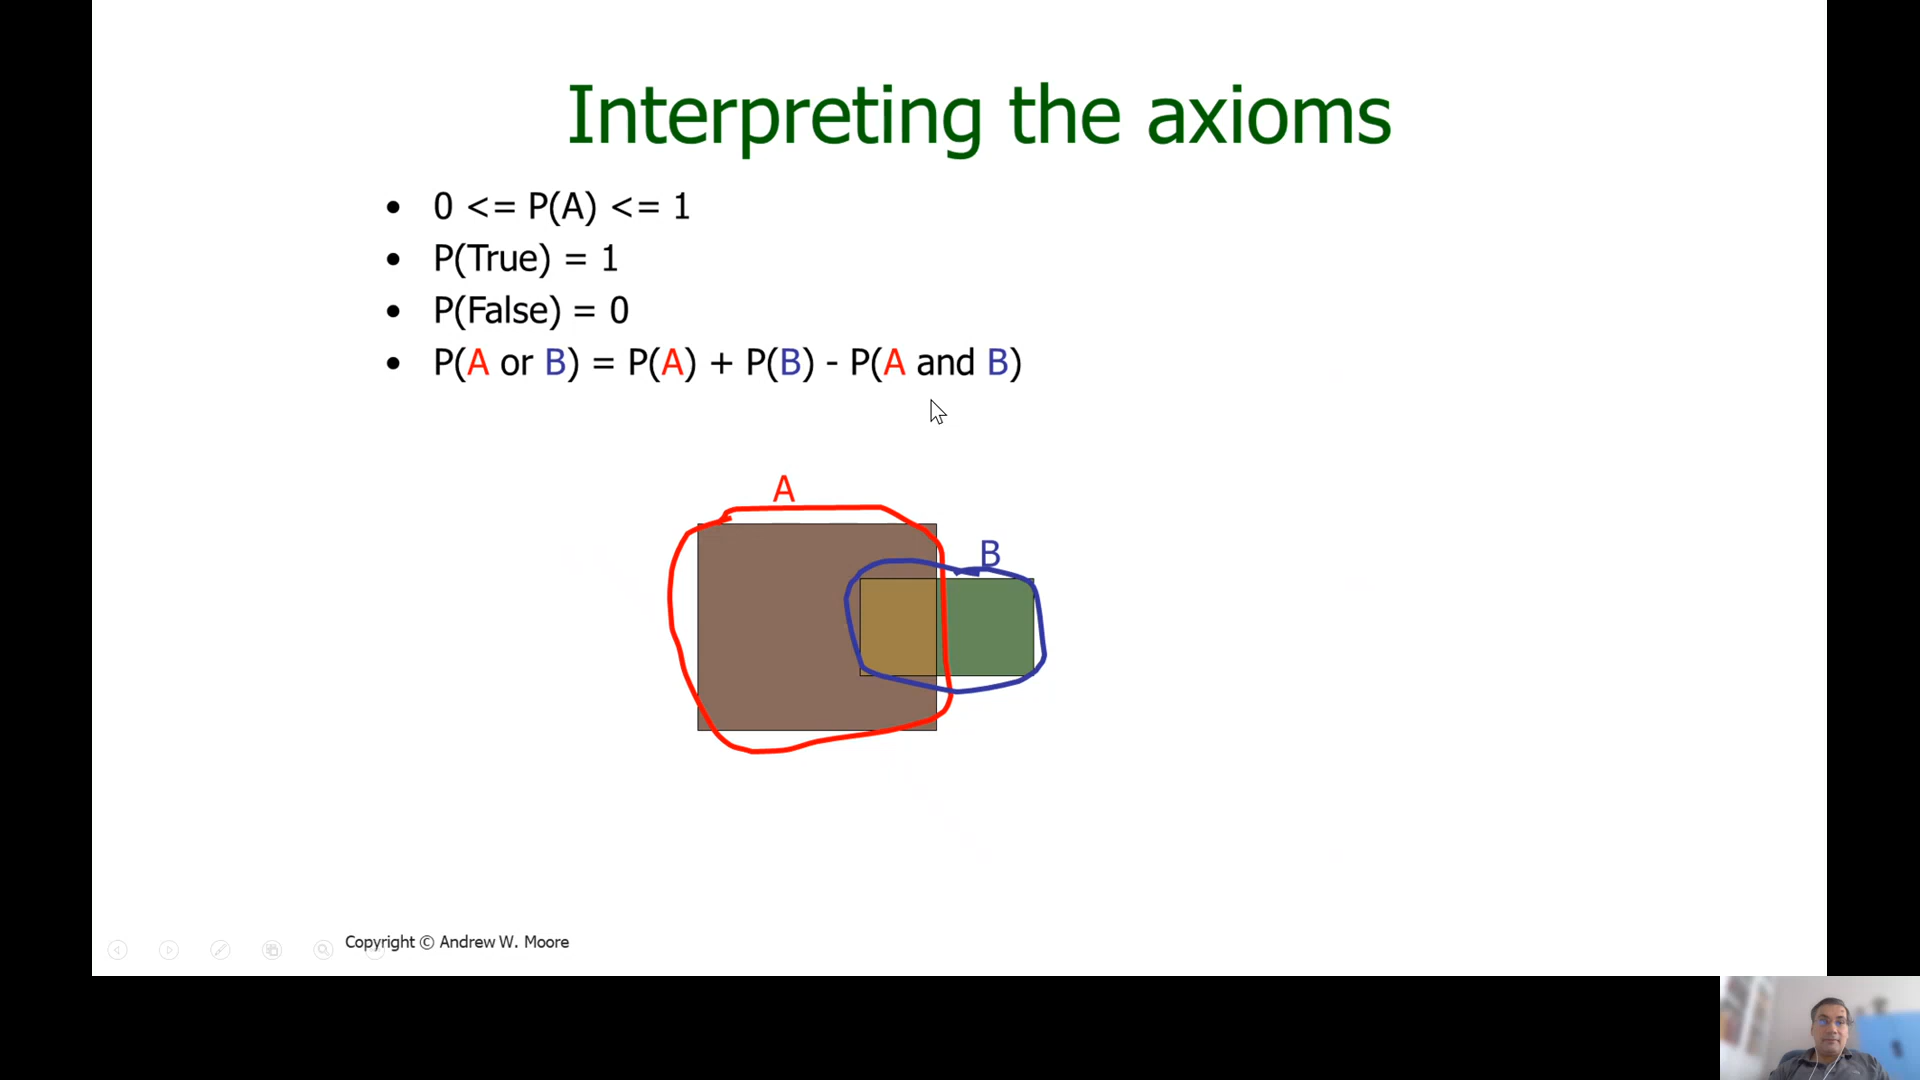 Interpreting the axioms
• 0 <= P(A) <= 1
• P(True) = 1
• P(False) = 0
• P(A or B) = P(A) + P(B) - P(A and B)
A
B
Copyright © Andrew W. Moore